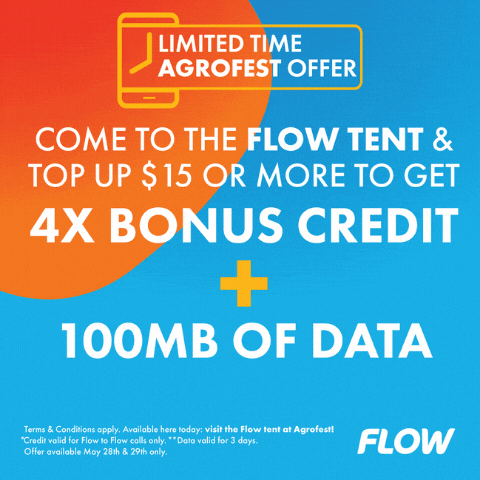 LIMITED TIME
AGROFEST OFFER
COME TO THE FLOW TENT &
TOP UP $15 OR MORE TO GET
4X BONUS CREDIT
+
100MB OF DATA
Terms & Conditions apply. Available here today: visit the Flow tent at Agrofest!
*Credit valid for Flow to Flow calls only. **Data valid for 3 days.
Offer available May 28th & 29th only.
FLOW